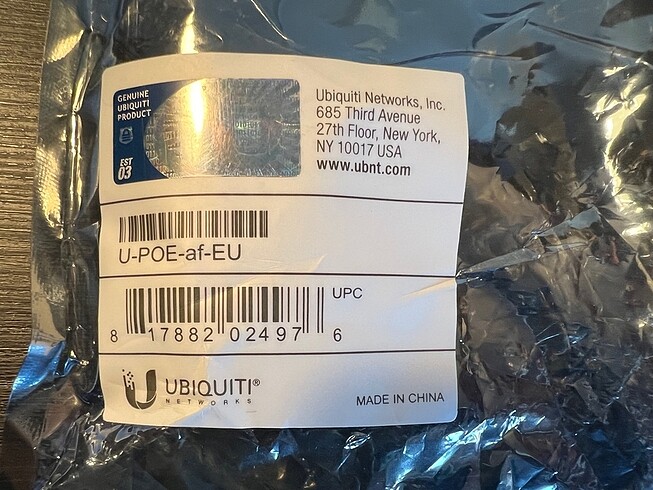 GENUINE
UBIQUITI
PRODUCT
EST
03
Ubiquiti Networks, Inc.
685 Third Avenue
27th Floor, New York,
NY 10017 USA
www.ubnt.com
U-POE-af-EU
UPC
8 17882 02497 6
UBIQUITI®
NETWORKS
MADE IN CHINA